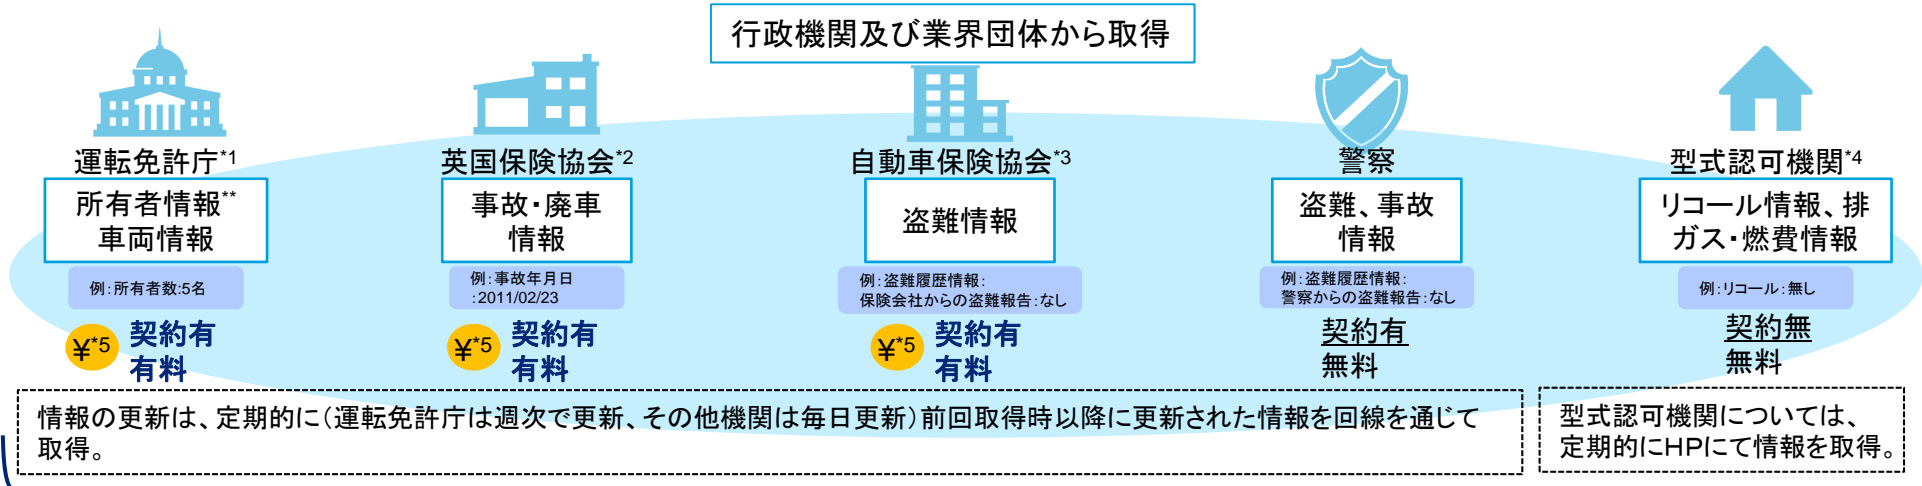 行政機関及び業界団体から取得
運転免許庁*1
所有者情報**
車両情報
例：所有者数:5名
¥*5
契約有
有料
英国保険協会*2
事故・廃車
情報
例：事故年月日
：2011/02/23
¥*5
契約有
有料
自動車保険協会*3
盗難情報
例：盗難履歴情報：
保険会社からの盗難報告：なし
¥*5
契約有
有料
警察
盗難、事故
情報
例：盗難履歴情報：
警察からの盗難報告：なし
契約有
無料
型式認可機関*4
リコール情報、排
ガス・燃費情報
例：リコール：無し
契約無
無料
情報の更新は、定期的に（運転免許庁は週次で更新、その他機関は毎日更新）前回取得時以降に更新された情報を回線を通じて
取得。
型式認可機関については、
定期的にHPにて情報を取得。